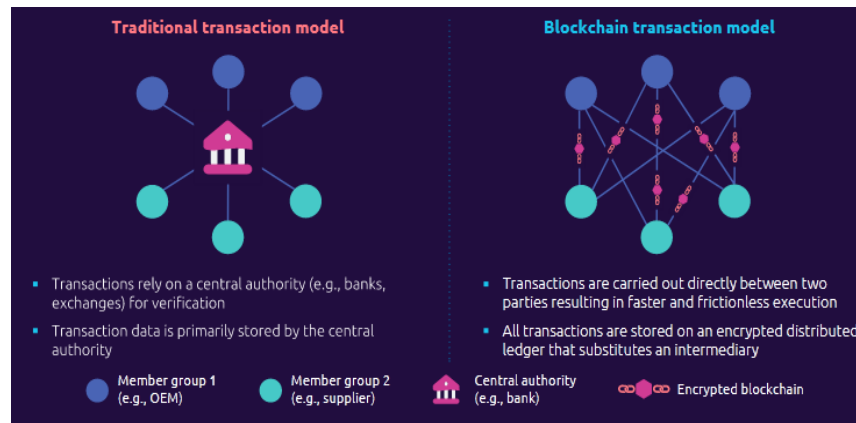 Traditional transaction model
Blockchain transaction model
▪ Transactions rely on a central authority (e.g., banks,
exchanges) for verification
▪ Transaction data is primarily stored by the central
authority
▪ Transactions are carried out directly between two
parties resulting in faster and frictionless execution
▪ All transactions are stored on an encrypted distributed
ledger that substitutes an intermediary
Member group 1
(e.g., OEM)
Member group 2
(e.g., supplier)
Central authority
(e.g., bank)
Encrypted blockchain